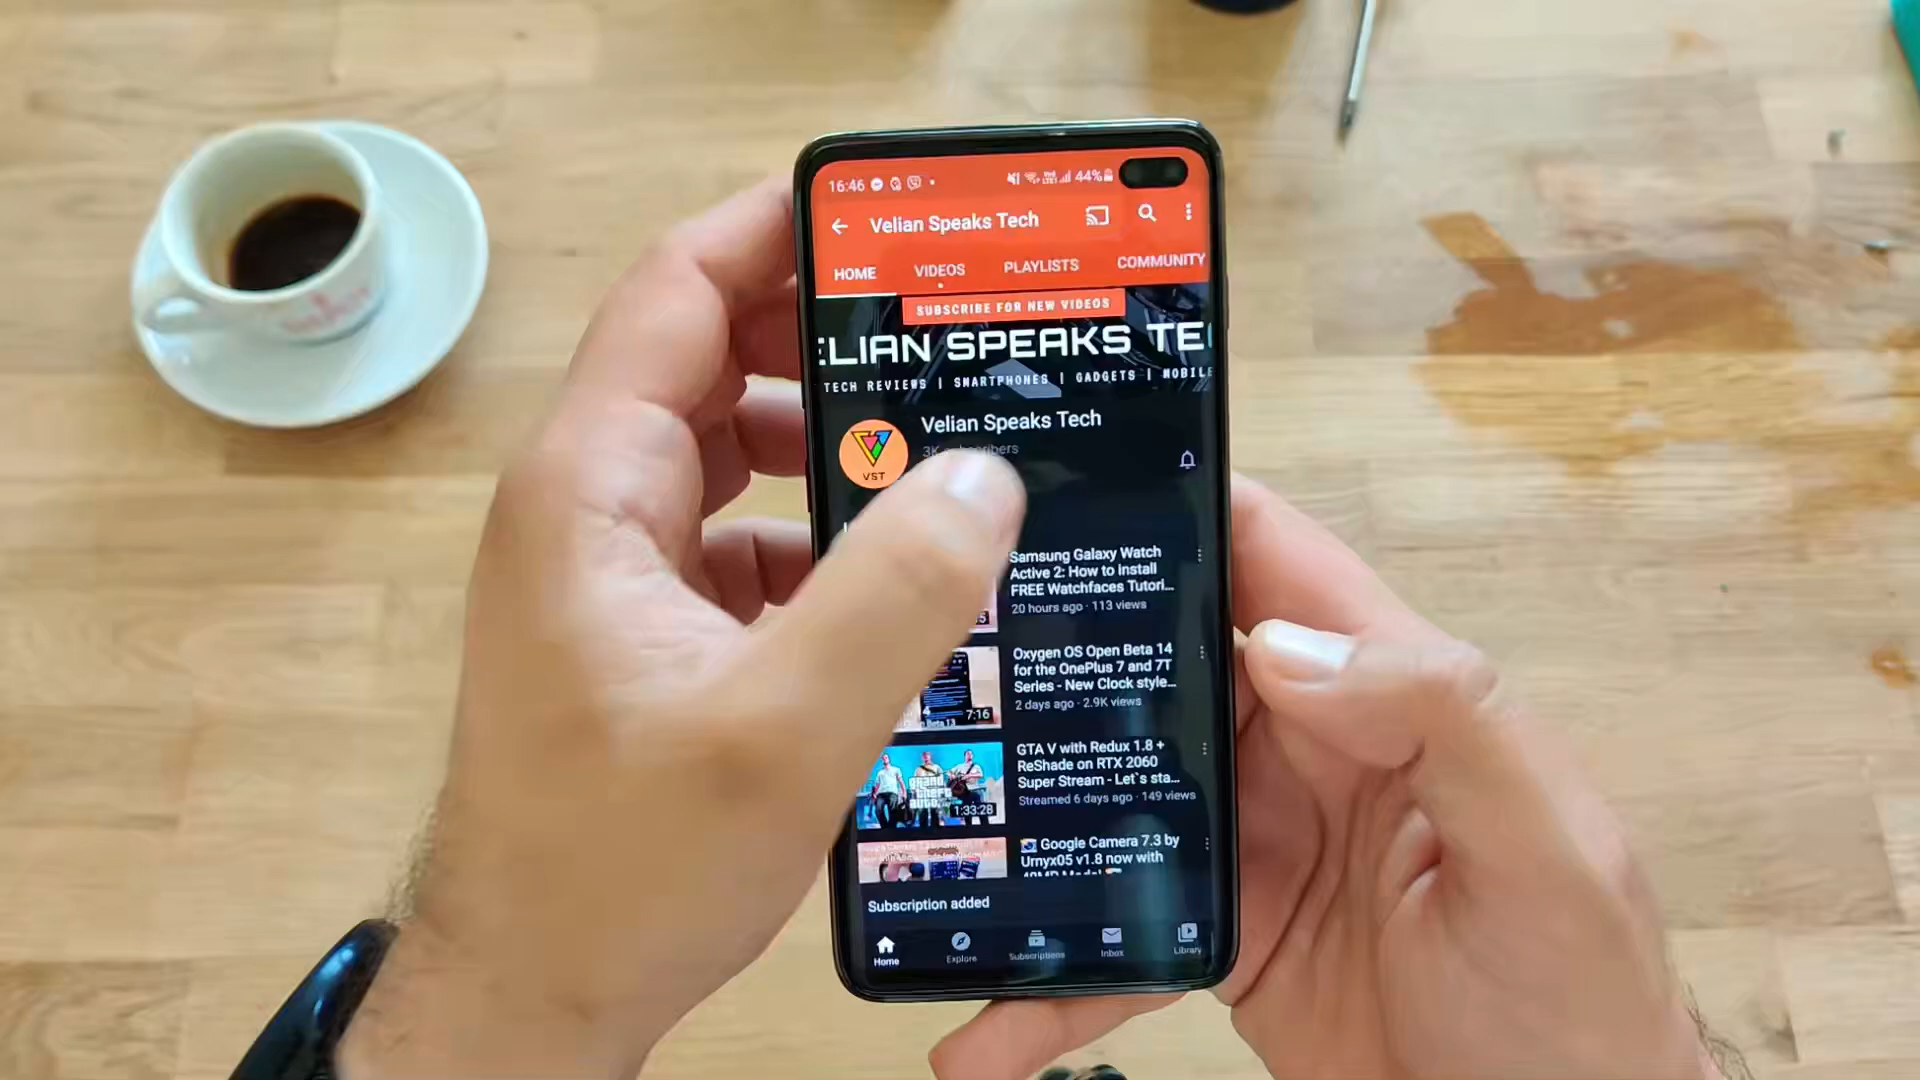 16:46
44%
Velian Speaks Tech
HOME VIDEOS PLAYLISTS COMMUNITY
SUBSCRIBE FOR NEW VIDEOS
ELIAN SPEAKS TE
TECH REVIEWS | SMARTPHONES | GADGETS | MOBILE
Velian Speaks Tech
3K subscribers
VST
Samsung Galaxy Watch
Active 2: How to Install
FREE Watchfaces Tutori...
20 hours ago · 113 views
Oxygen OS Open Beta 14
for the OnePlus 7 and 7T
Series - New Clock style...
2 days ago · 2.9K views
7:16
GTA V with Redux 1.8 +
ReShade on RTX 2060
Super Stream - Let`s sta...
Streamed 6 days ago · 149 views
grand
theft
auto
1:33:28
Google Camera 7.3 by
Urnyx05 v1.8 now with
Subscription added
Home Explore Subscriptions Inbox Library